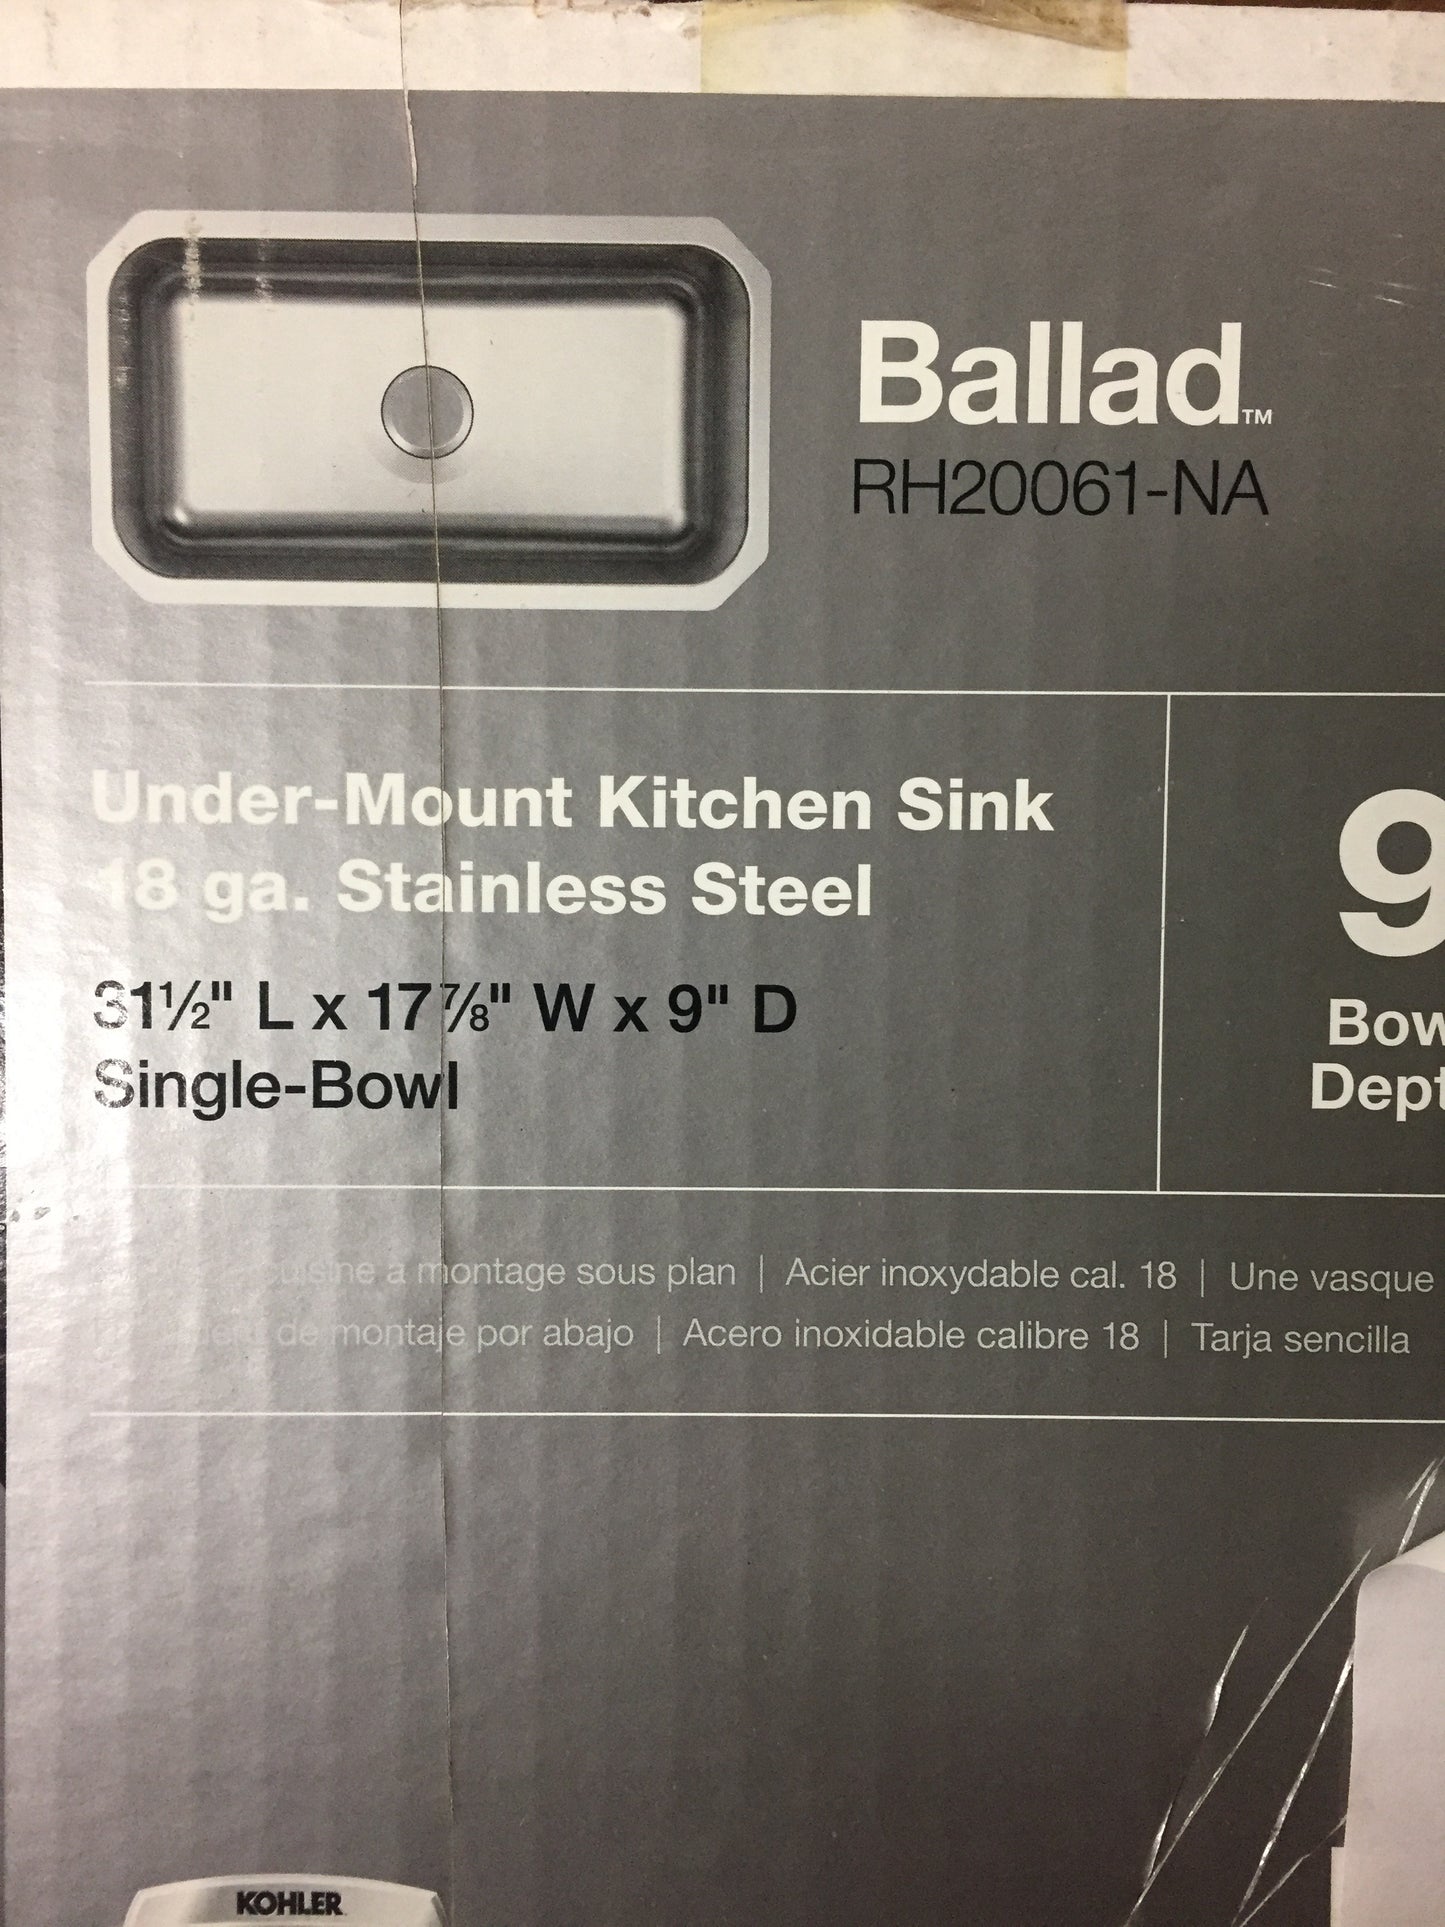 Ballad™
RH20061-NA
Under-Mount Kitchen Sink
18 ga. Stainless Steel
31½" L x 17⅞" W x 9" D
Single-Bowl
9
Bow
Dept
cuisine à montage sous plan | Acier inoxydable cal. 18 | Une vasque
de montaje por abajo | Acero inoxidable calibre 18 | Tarja sencilla
KOHLER